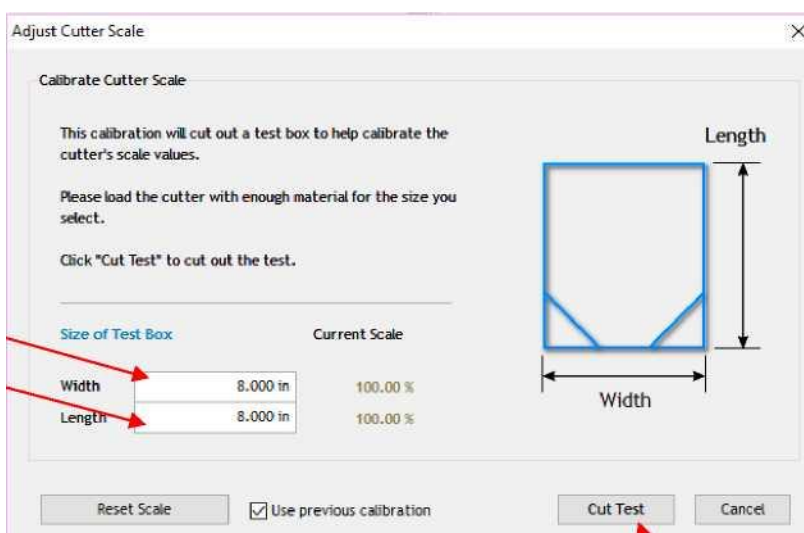 Adjust Cutter Scale
Calibrate Cutter Scale
This calibration will cut out a test box to help calibrate the
cutter's scale values.
Please load the cutter with enough material for the size you
select.
Click "Cut Test" to cut out the test.
Length
Width
Size of Test Box Current Scale
Width 8.000 in 100.00 %
Length 8.000 in 100.00 %
Reset Scale Use previous calibration Cut Test Cancel